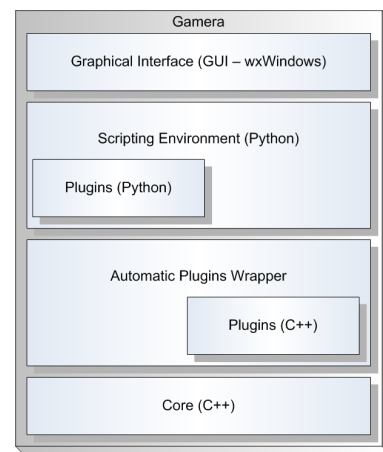 Gamera
Graphical Interface (GUI – wxWindows)
Scripting Environment (Python)
Plugins (Python)
Automatic Plugins Wrapper
Plugins (C++)
Core (C++)